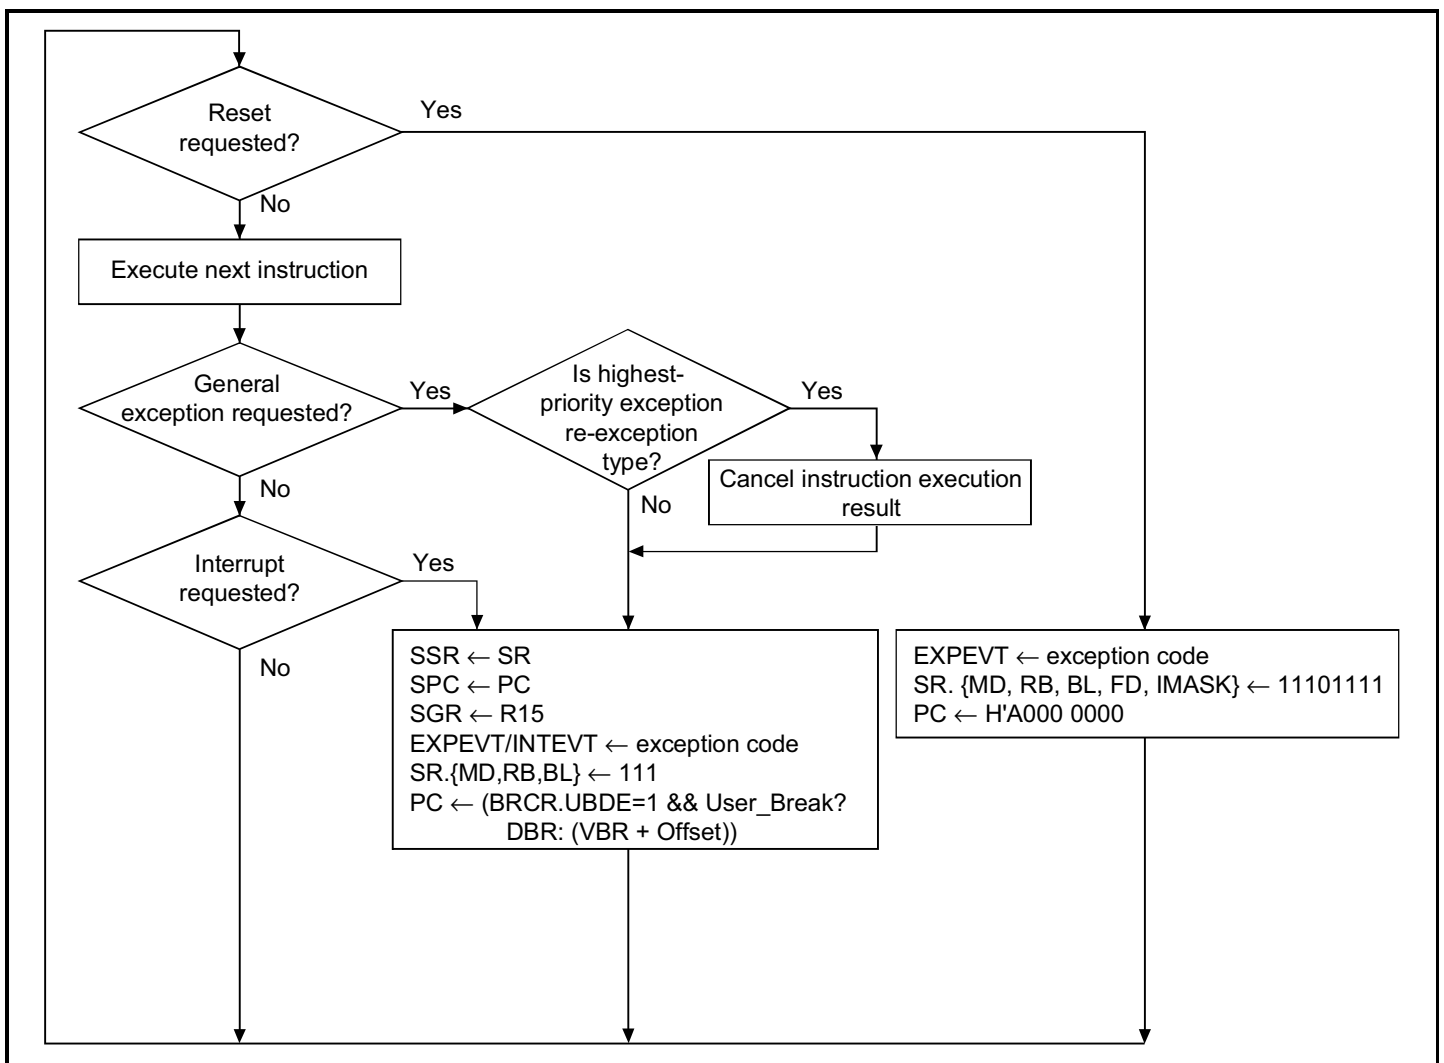 Reset
requested?
Yes
No
Execute next instruction
General
exception requested?
Yes
Is highest-
priority exception
re-exception
type?
Yes
Cancel instruction execution
result
No
No
Interrupt
requested?
Yes
No
SSR ← SR
SPC ← PC
SGR ← R15
EXPEVT/INTEVT ← exception code
SR.{MD,RB,BL} ← 111
PC ← (BRCR.UBDE=1 && User_Break?
DBR: (VBR + Offset))
EXPEVT ← exception code
SR. {MD, RB, BL, FD, IMASK} ← 11101111
PC ← H'A000 0000